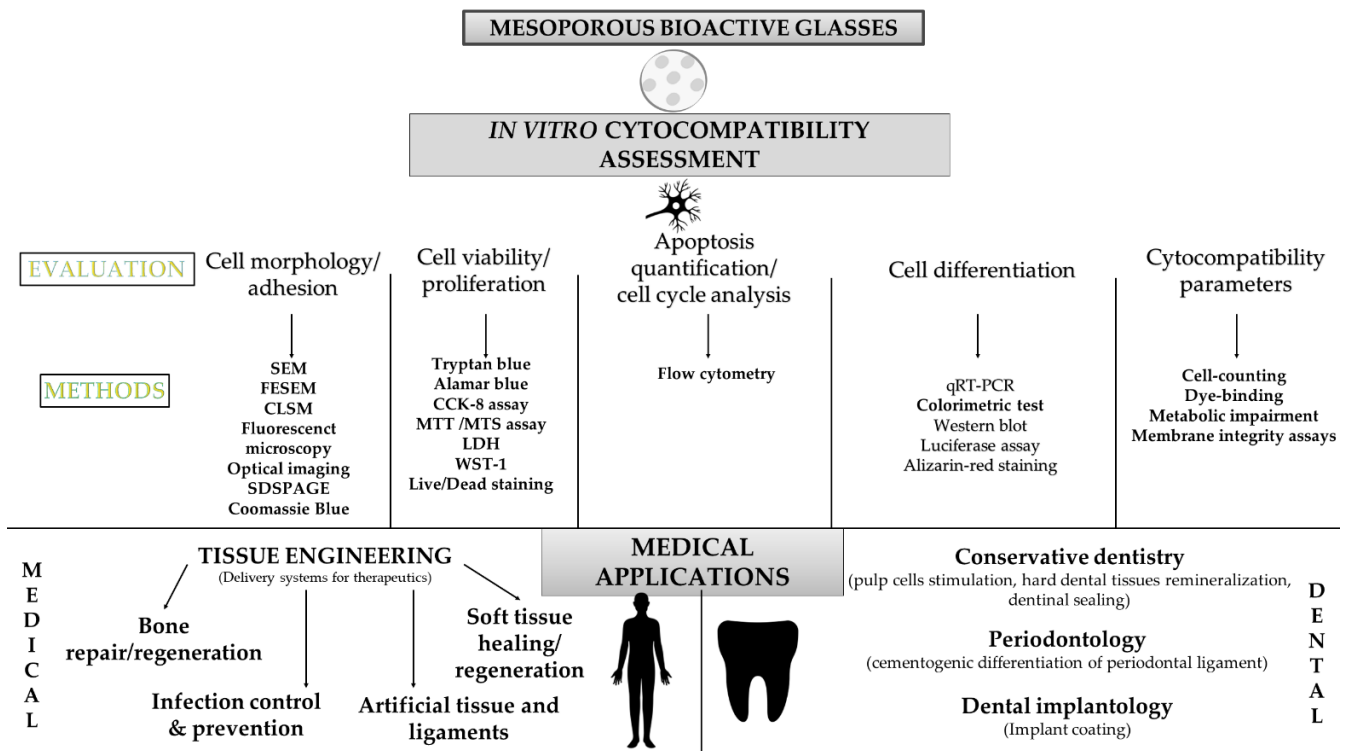 MESOPOROUS BIOACTIVE GLASSES
IN VITRO CYTOCOMPATIBILITY
ASSESSMENT
EVALUATION
Cell morphology/
adhesion
Cell viability/
proliferation
Apoptosis
quantification/
cell cycle analysis
Cell differentiation
Cytocompatibility
parameters
METHODS
SEM
FESEM
CLSM
Fluorescenct
microscopy
Optical imaging
SDSPAGE
Coomassie Blue
Tryptan blue
Alamar blue
CCK-8 assay
MTT /MTS assay
LDH
WST-1
Live/Dead staining
Flow cytometry
qRT-PCR
Colorimetric test
Western blot
Luciferase assay
Alizarin-red staining
Cell-counting
Dye-binding
Metabolic impairment
Membrane integrity assays
MEDICAL
APPLICATIONS
MEDICAL
TISSUE ENGINEERING
(Delivery systems for therapeutics)
Bone
repair/regeneration
Infection control
& prevention
Artificial tissue and
ligaments
Soft tissue
healing/
regeneration
Conservative dentistry
(pulp cells stimulation, hard dental tissues remineralization,
dentinal sealing)
Periodontology
(cementogenic differentiation of periodontal ligament)
Dental implantology
(Implant coating)
DENTAL